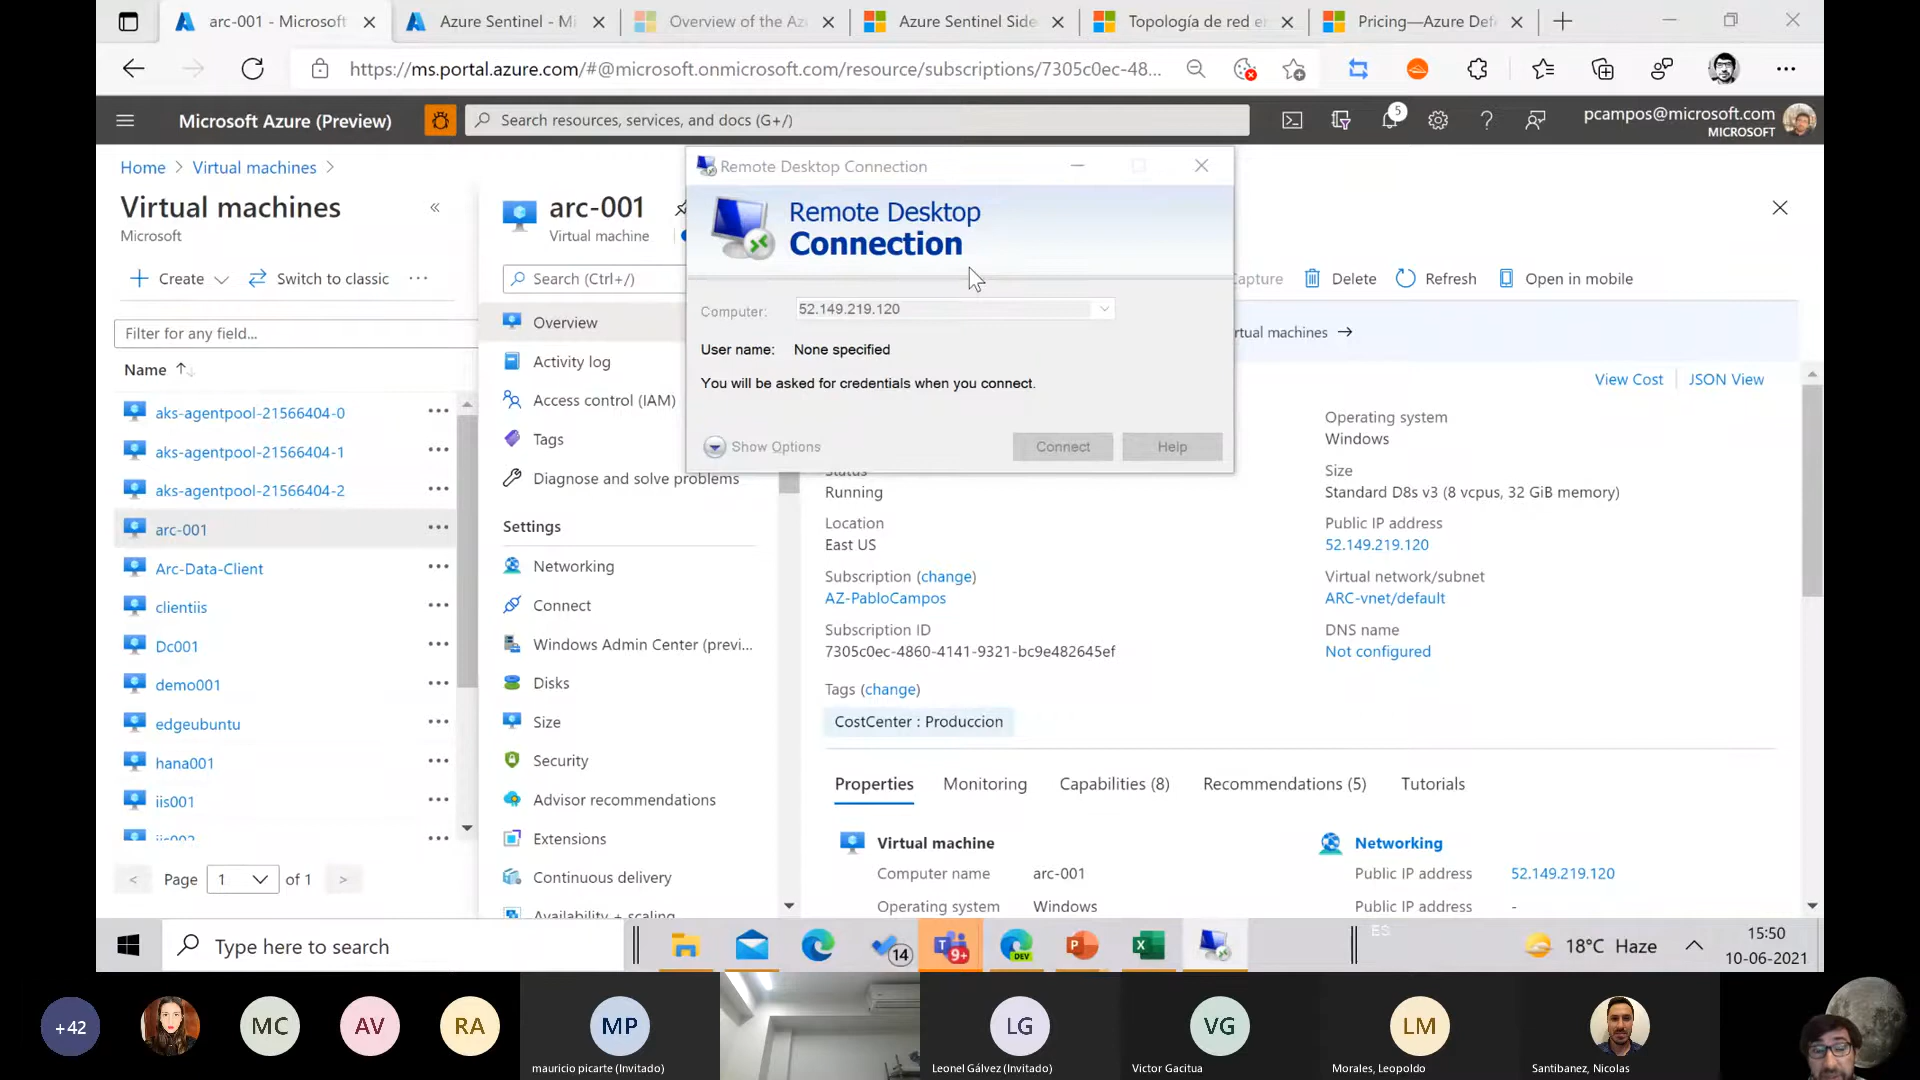 arc-001 - Microsoft
Azure Sentinel - Mi
Overview of the Az
Azure Sentinel Side
Topología de red e
Pricing—Azure Def
https://ms.portal.azure.com/#@microsoft.onmicrosoft.com/resource/subscriptions/7305c0ec-48...
Microsoft Azure (Preview)
Search resources, services, and docs (G+/)
5
pcampos@microsoft.com
MICROSOFT
Home > Virtual machines >
Virtual machines
Microsoft
Create
Switch to classic
Filter for any field...
Name
aks-agentpool-21566404-0
aks-agentpool-21566404-1
aks-agentpool-21566404-2
arc-001
Arc-Data-Client
clientiis
Dc001
demo001
edgeubuntu
hana001
iis001
Page 1 of 1
arc-001
Virtual machine
Search (Ctrl+/)
Overview
Activity log
Access control (IAM)
Tags
Diagnose and solve problems
Settings
Networking
Connect
Windows Admin Center (previ...
Disks
Size
Security
Advisor recommendations
Extensions
Continuous delivery
Availability + scaling
Remote Desktop Connection
Remote Desktop
Connection
Computer:
52.149.219.120
User name: None specified
You will be asked for credentials when you connect.
Show Options
Connect
Help
apture
Delete
Refresh
Open in mobile
rtual machines →
View Cost
JSON View
Status
Running
Location
East US
Subscription (change)
AZ-PabloCampos
Subscription ID
7305c0ec-4860-4141-9321-bc9e482645ef
Tags (change)
CostCenter : Produccion
Operating system
Windows
Size
Standard D8s v3 (8 vcpus, 32 GiB memory)
Public IP address
52.149.219.120
Virtual network/subnet
ARC-vnet/default
DNS name
Not configured
Properties
Monitoring
Capabilities (8)
Recommendations (5)
Tutorials
Virtual machine
Computer name arc-001
Operating system Windows
Networking
Public IP address 52.149.219.120
Public IP address -
Type here to search
14
9+
DEV
ES
18°C Haze
15:50
10-06-2021
+42
MC
AV
RA
MP
mauricio picarte (Invitado)
LG
Leonel Gálvez (Invitado)
VG
Victor Gacitua
LM
Morales, Leopoldo
Santibanez, Nicolas